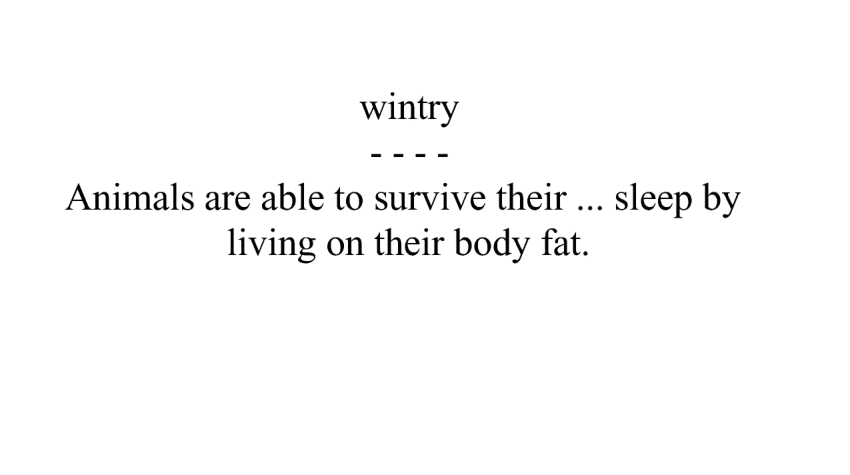 wintry
- - - -
Animals are able to survive their ... sleep by
living on their body fat.